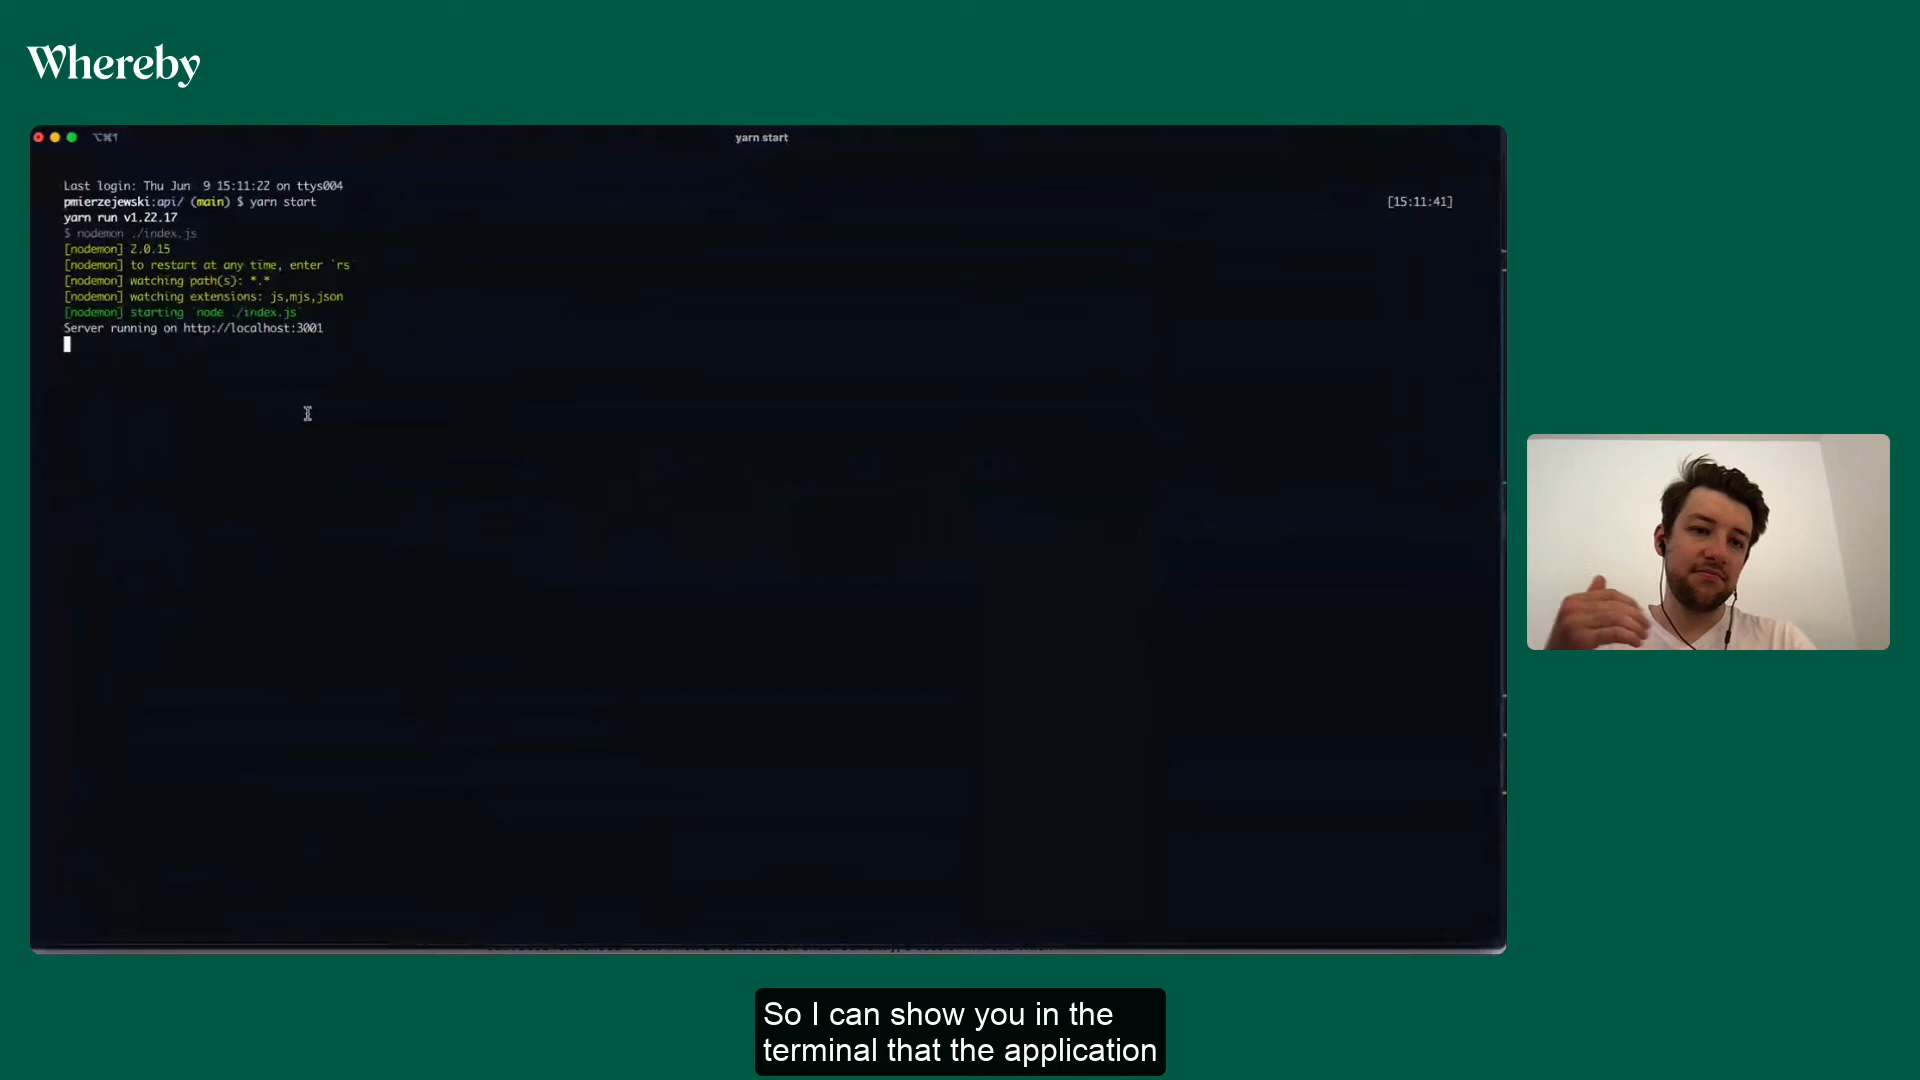 Whereby
⌥⌘1
yarn start
Last login: Thu Jun  9 15:11:22 on ttys004
pmierzejewski:api/ (main) $ yarn start
[15:11:41]
yarn run v1.22.17
$ nodemon ./index.js
[nodemon] 2.0.15
[nodemon] to restart at any time, enter `rs
[nodemon] watching path(s): *.*
[nodemon] watching extensions: js,mjs,json
[nodemon] starting `node ./index.js`
Server running on http://localhost:3001
So I can show you in the
terminal that the application